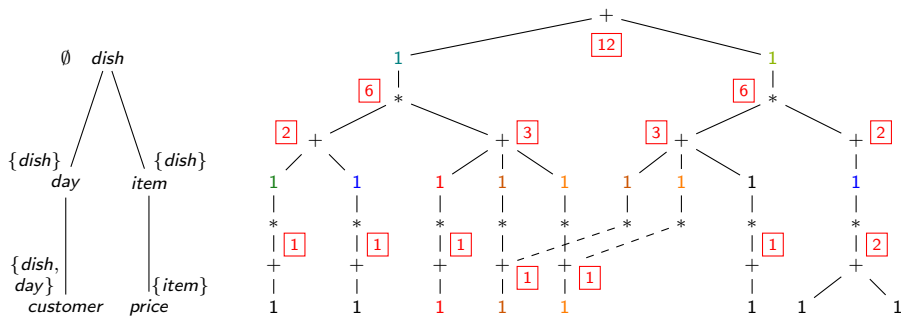 +
∅ dish 12
1 1
6 * 6 *
2 + + 3 3 + + 2
{dish} {dish}
day item 1 1 1 1 1 1 1 1 1
* * * * * * * * *
1 1 1 1 2
+ + + + + + +
{dish, 1 1
day} {item}
customer price 1 1 1 1 1 1 1 1